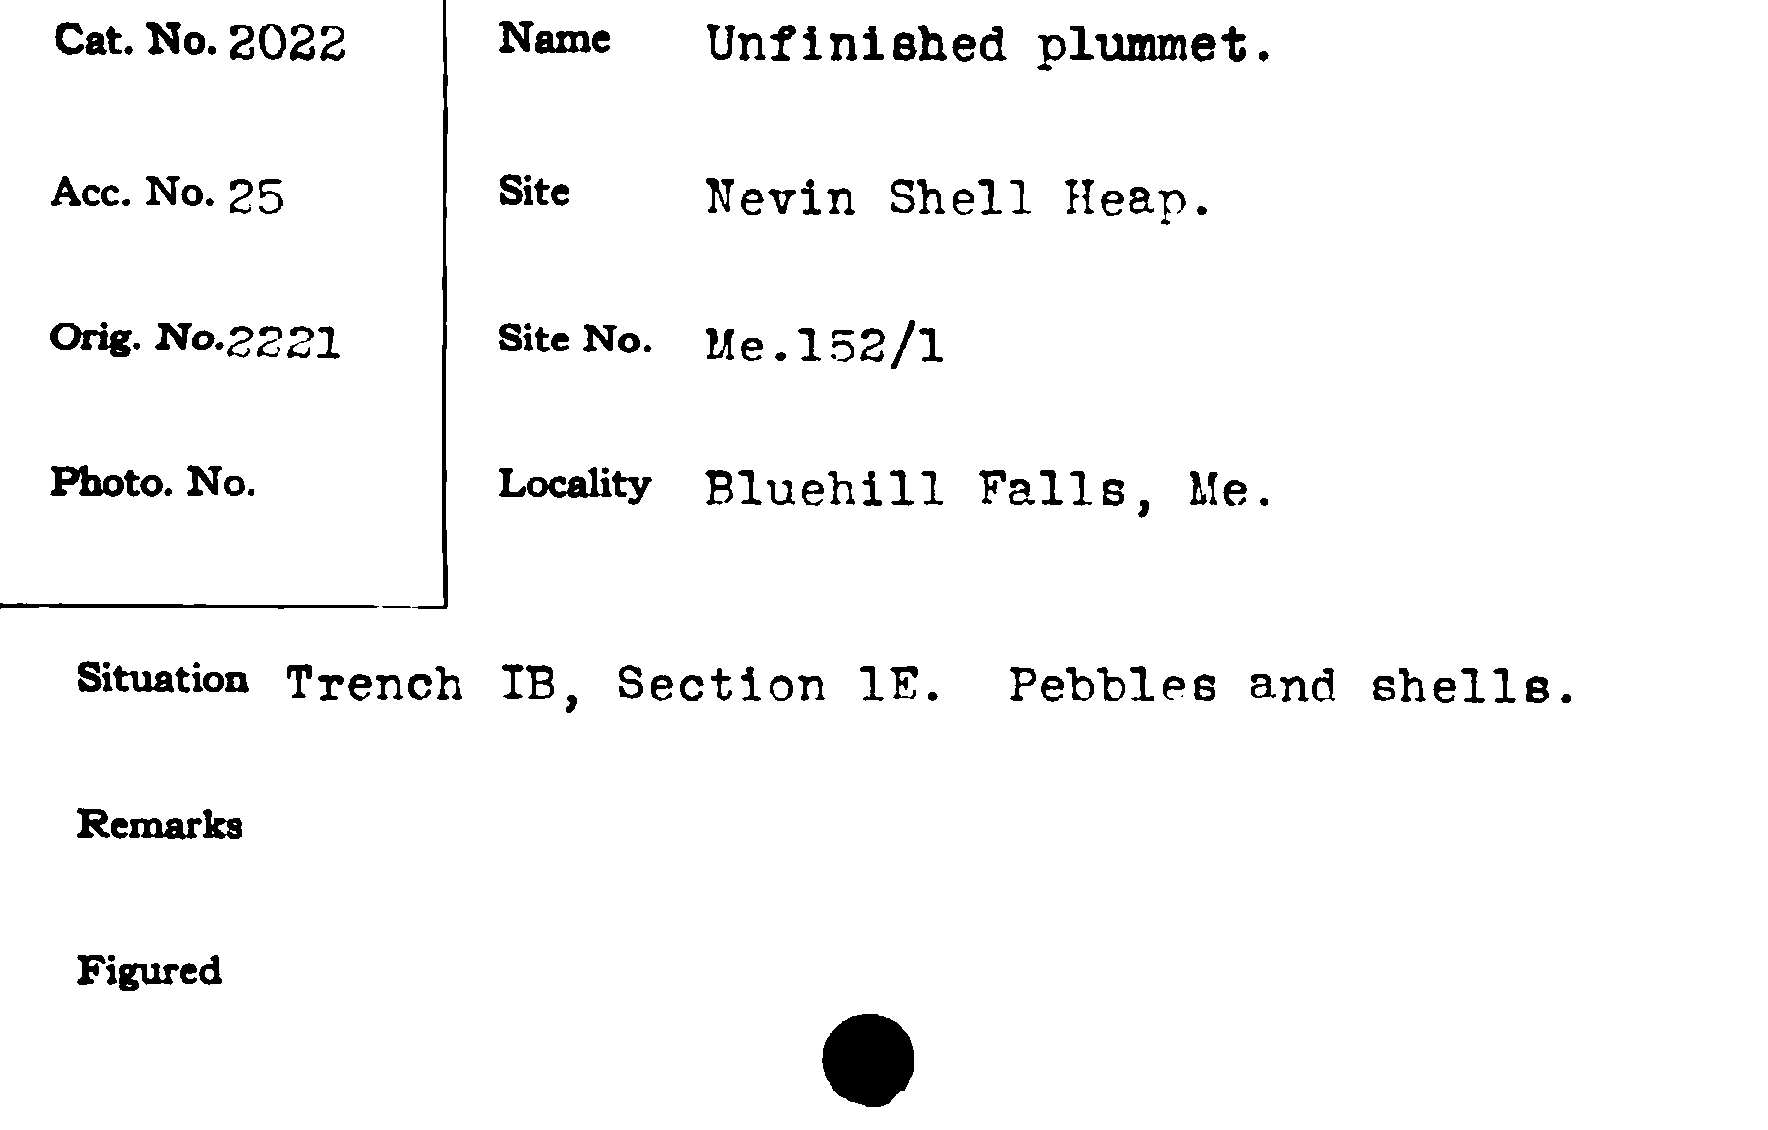 Cat. No. 2022
Name Unfinished plummet.
Acc. No. 25
Site Nevin Shell Heap.
Orig. No. 2221
Site No. Me.152/1
Photo. No.
Locality Bluehill Falls, Me.
Situation Trench IB, Section 1E. Pebbles and shells.
Remarks
Figured